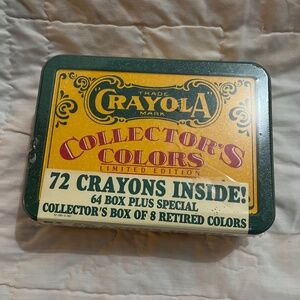 TRADE
CRAYOLA
MARK
COLLECTOR'S
COLORS
LIMITED EDITION
72 CRAYONS INSIDE!
64 BOX PLUS SPECIAL
COLLECTOR'S BOX OF 8 RETIRED COLORS